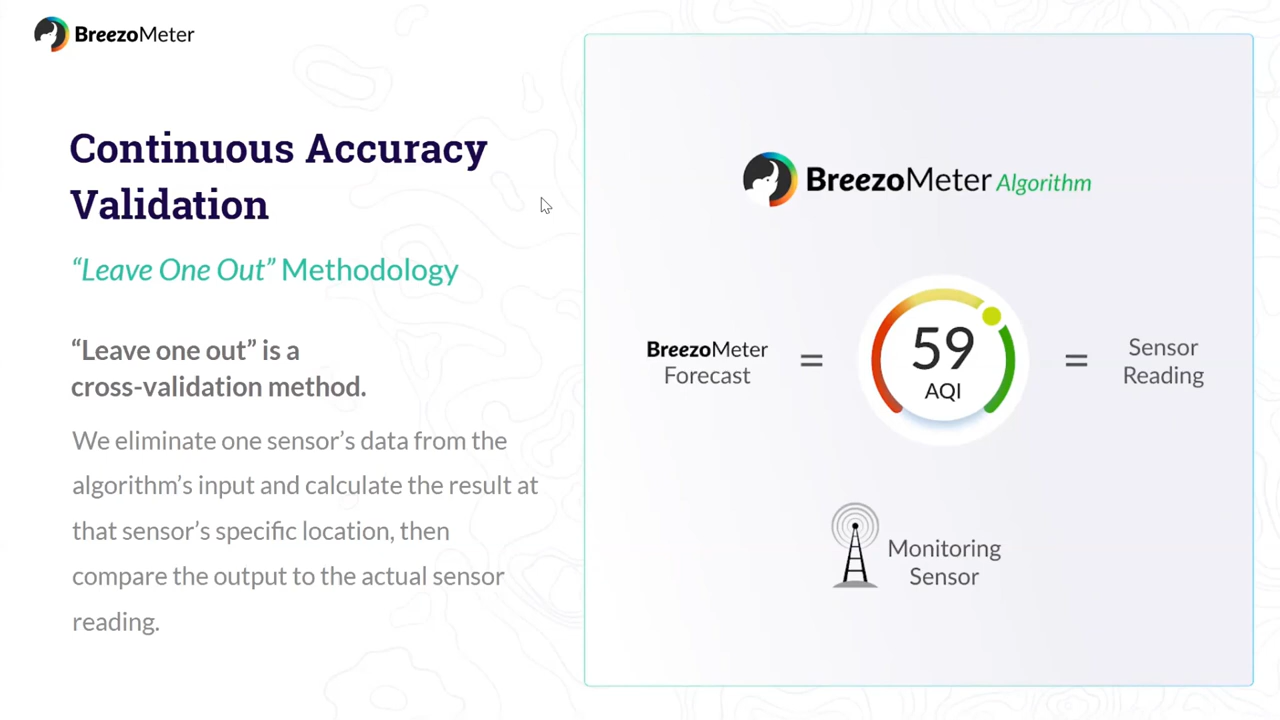 BreezoMeter
Continuous Accuracy
Validation
“Leave One Out” Methodology
“Leave one out” is a
cross-validation method.
We eliminate one sensor’s data from the
algorithm’s input and calculate the result at
that sensor’s specific location, then
compare the output to the actual sensor
reading.
BreezoMeter Algorithm
BreezoMeter
Forecast
=
59
AQI
=
Sensor
Reading
Monitoring
Sensor